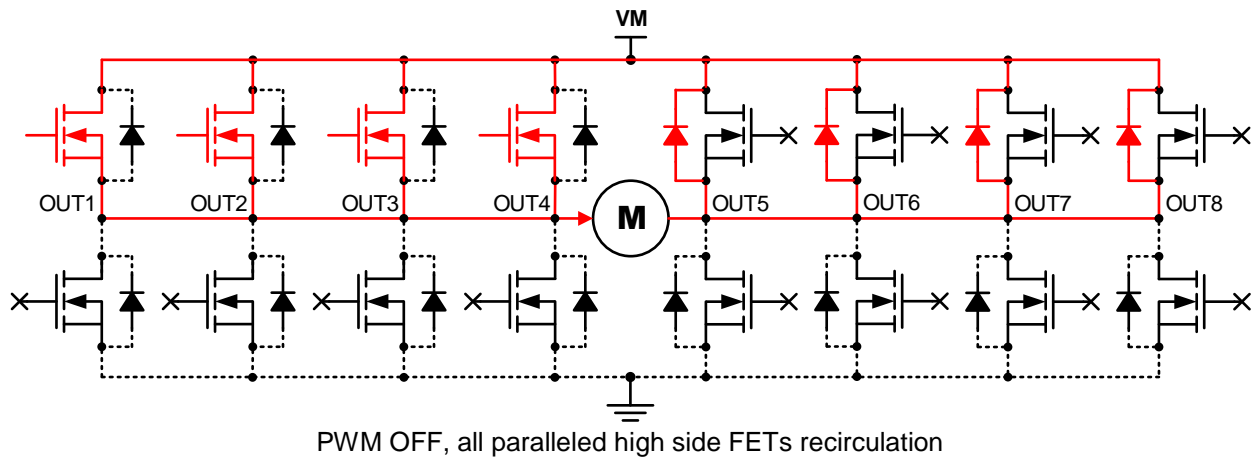 VM
OUT1 OUT2 OUT3 OUT4 M OUT5 OUT6 OUT7 OUT8
PWM OFF, all paralleled high side FETs recirculation